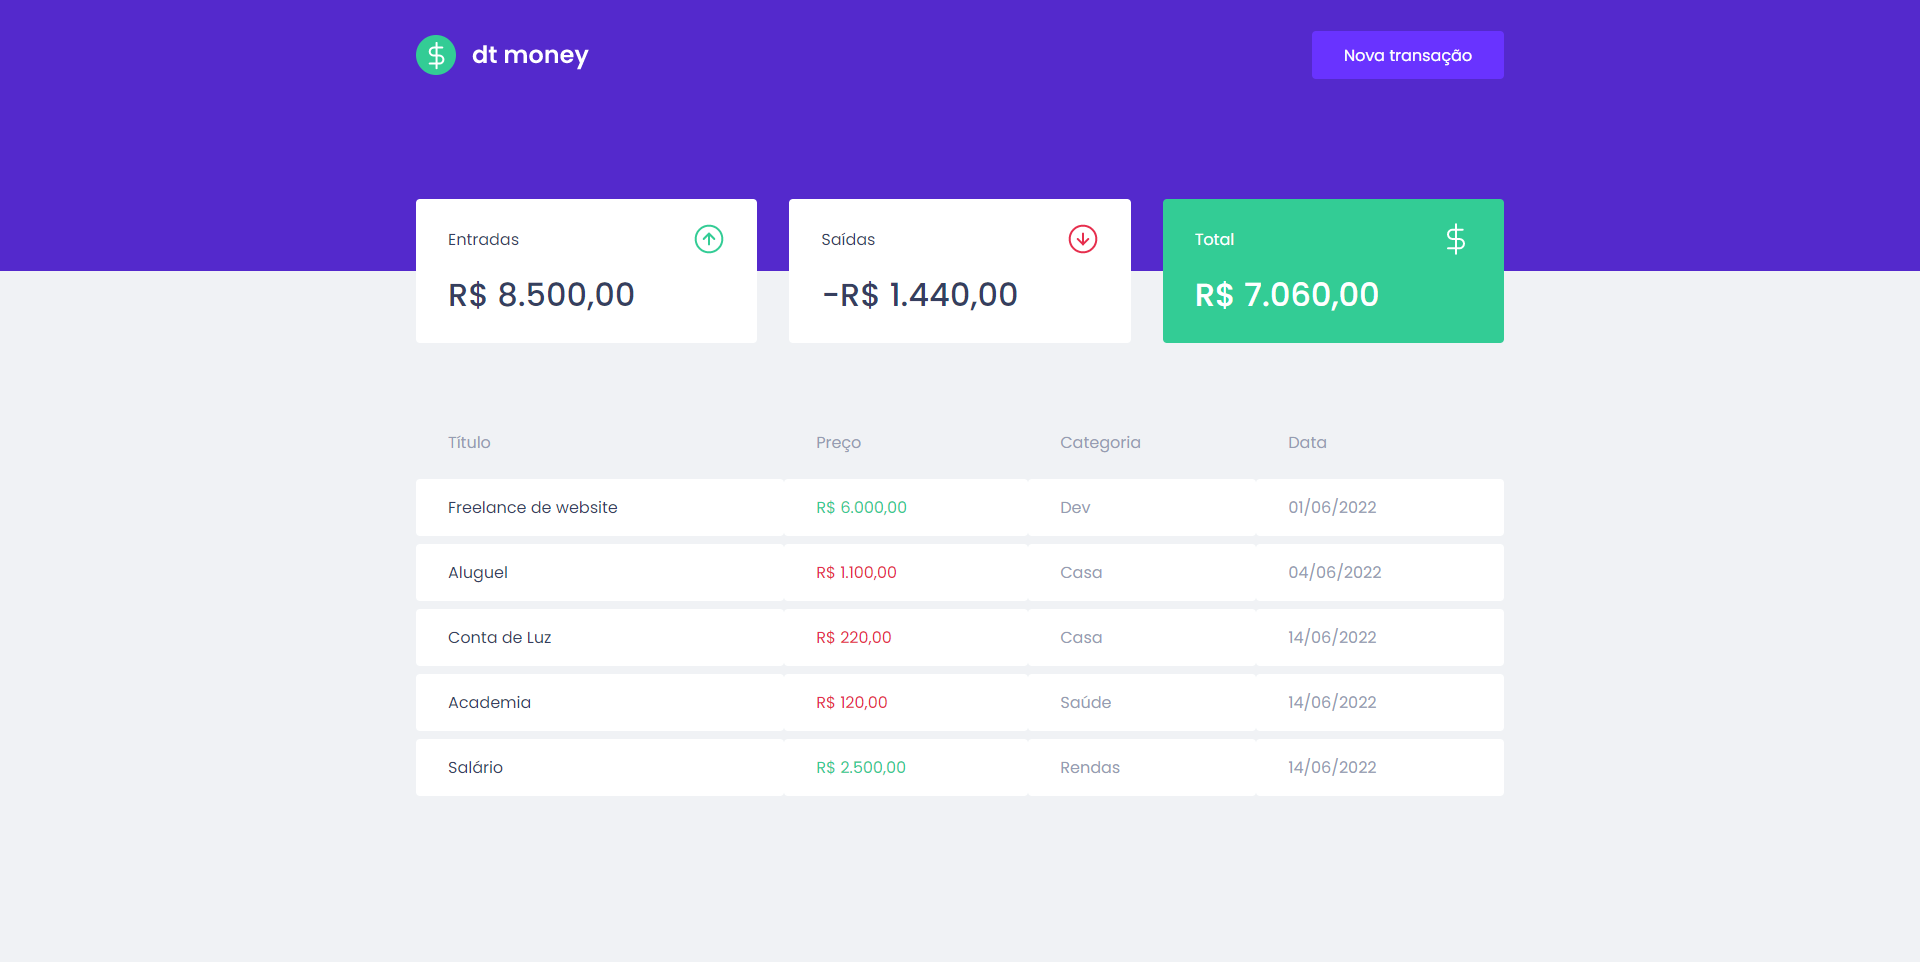 dt money
Nova transação
Entradas
R$ 8.500,00
Saídas
-R$ 1.440,00
Total
R$ 7.060,00
Título Preço Categoria Data
Freelance de website R$ 6.000,00 Dev 01/06/2022
Aluguel R$ 1.100,00 Casa 04/06/2022
Conta de Luz R$ 220,00 Casa 14/06/2022
Academia R$ 120,00 Saúde 14/06/2022
Salário R$ 2.500,00 Rendas 14/06/2022